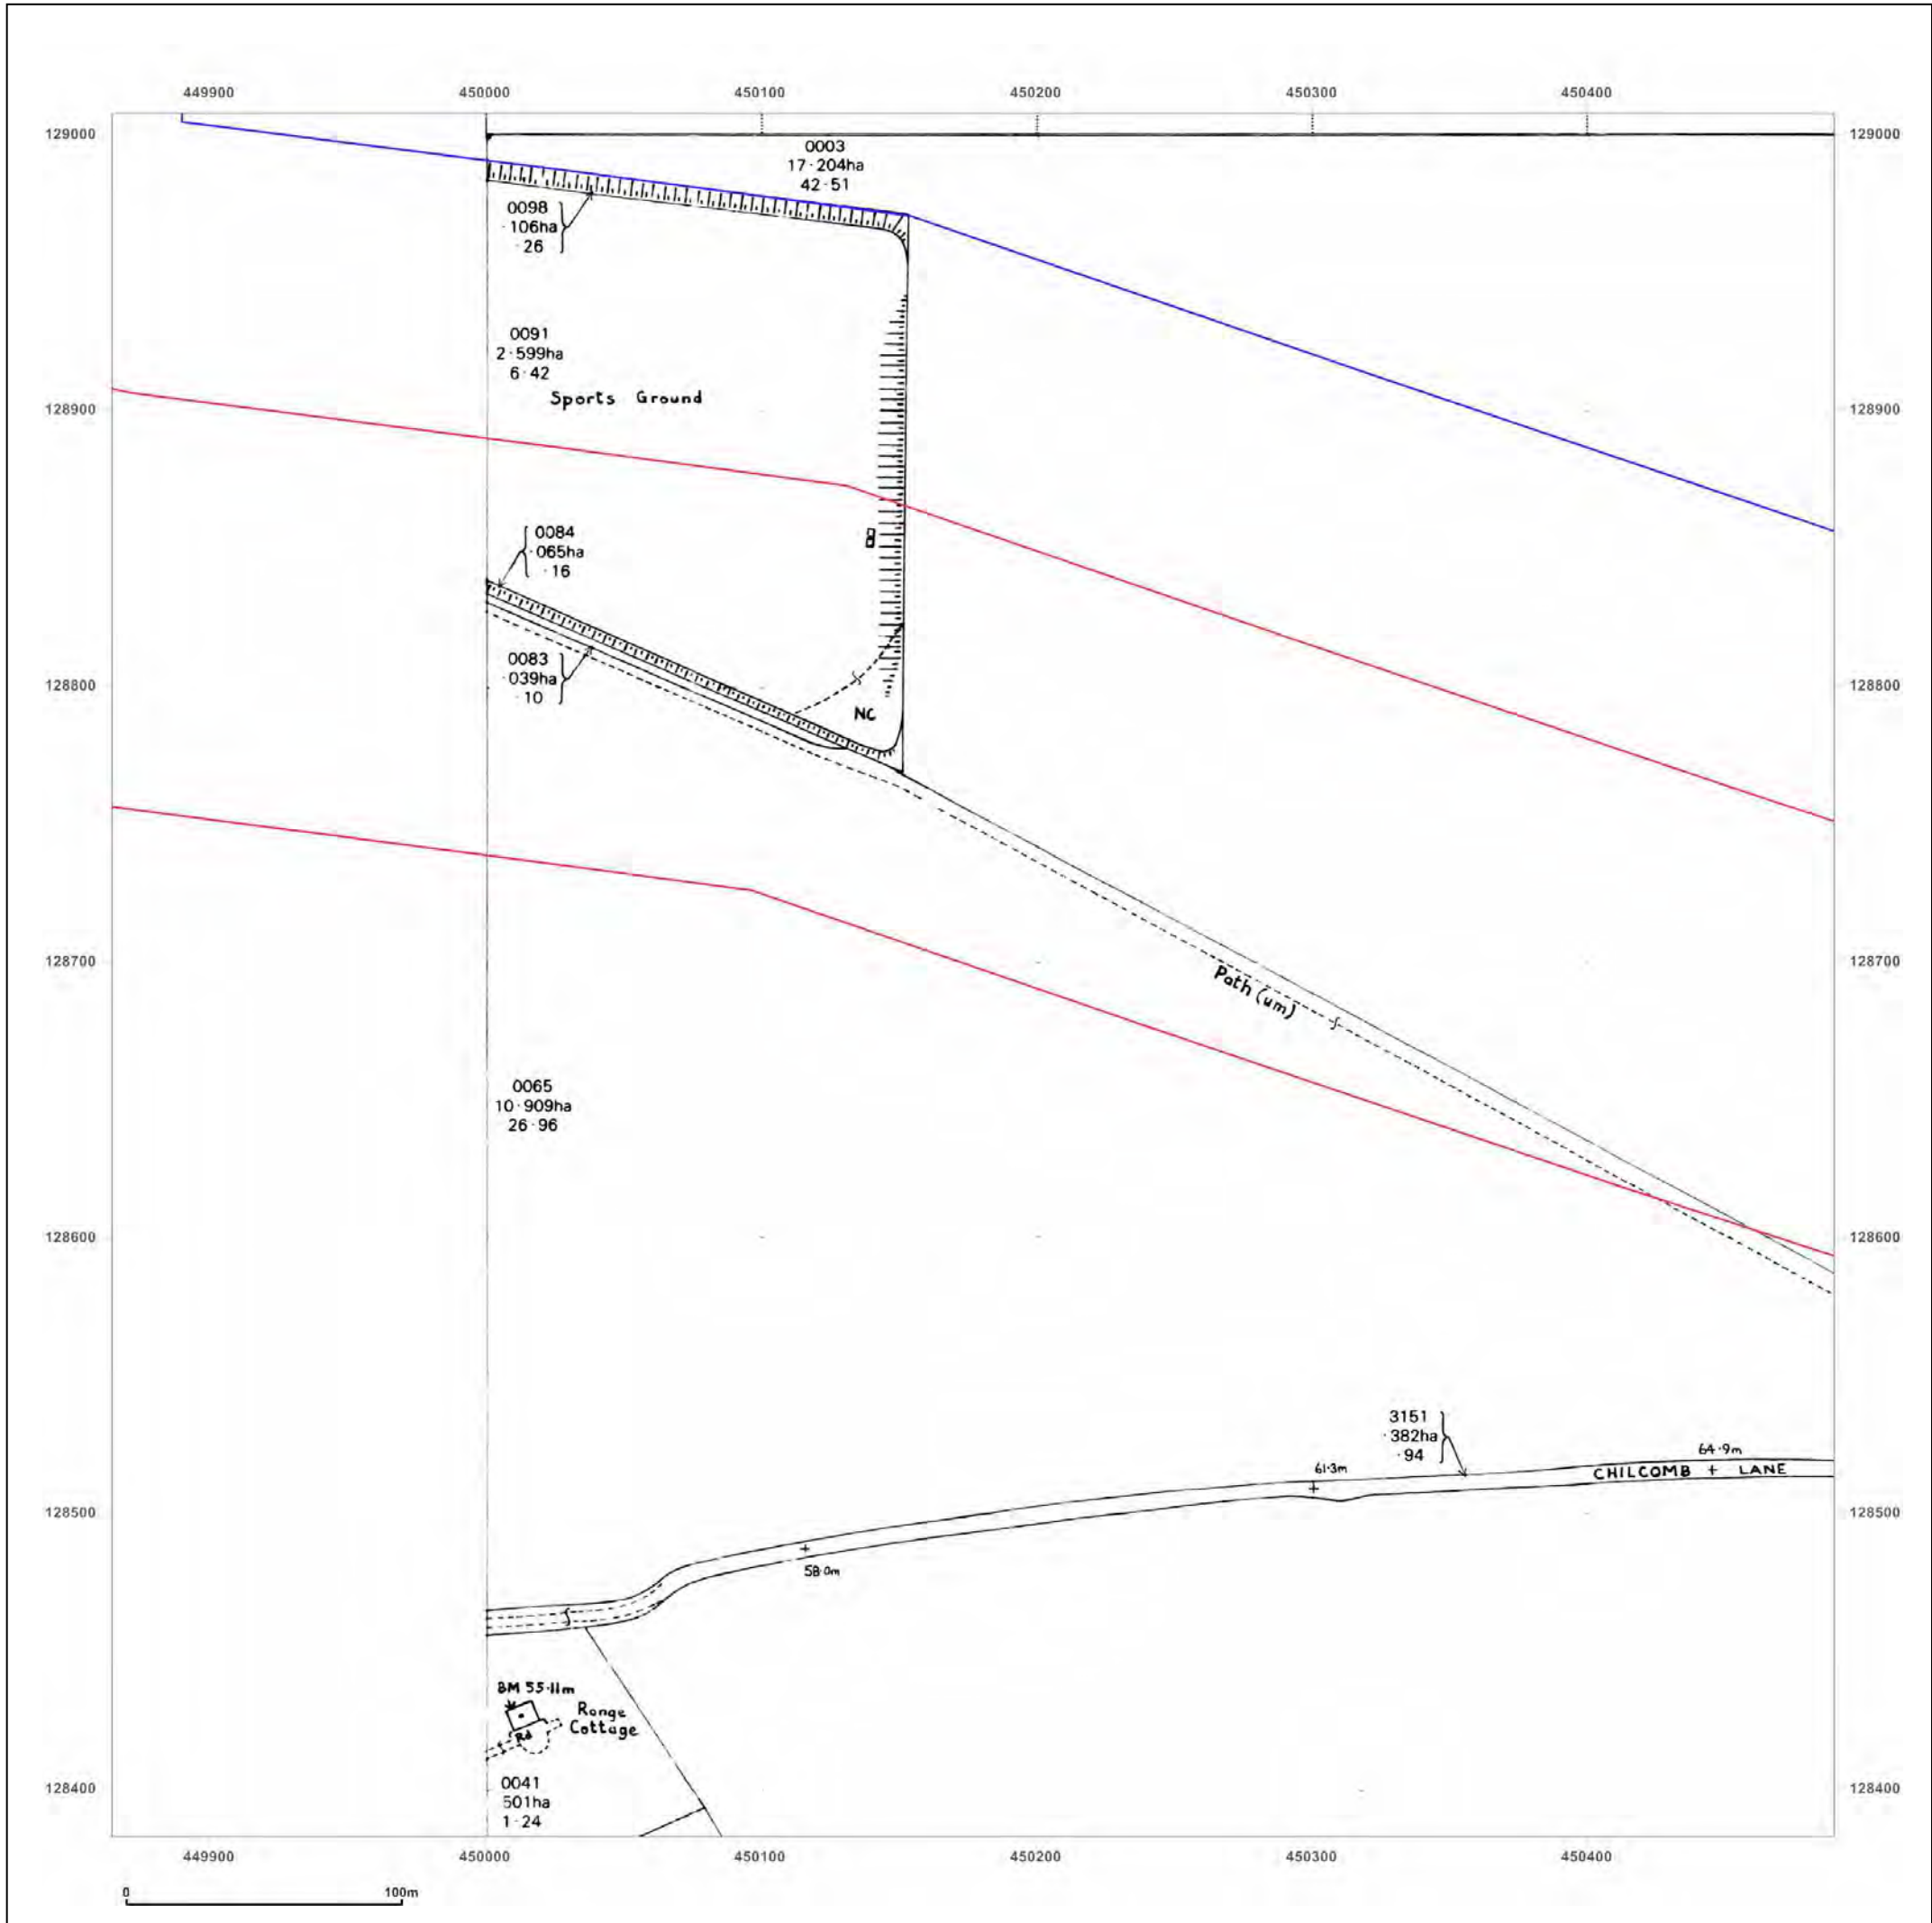 449900 450000 450100 450200 450300 450400
129000 129000
0003
17·204ha
42·51
0098
·106ha
·26
0091
2·599ha
6·42
Sports Ground
128900 128900
0084
·065ha
·16
0083
·039ha
·10
128800 128800
NC
128700 128700
Path (um)
0065
10·909ha
26·96
128600 128600
3151
·382ha
·94
64·9m
61·3m
CHILCOMB + LANE
128500 128500
58·0m
BM 55·11m
Range
Cottage
Rd
0041
501ha
1·24
128400 128400
449900 450000 450100 450200 450300 450400
0 100m